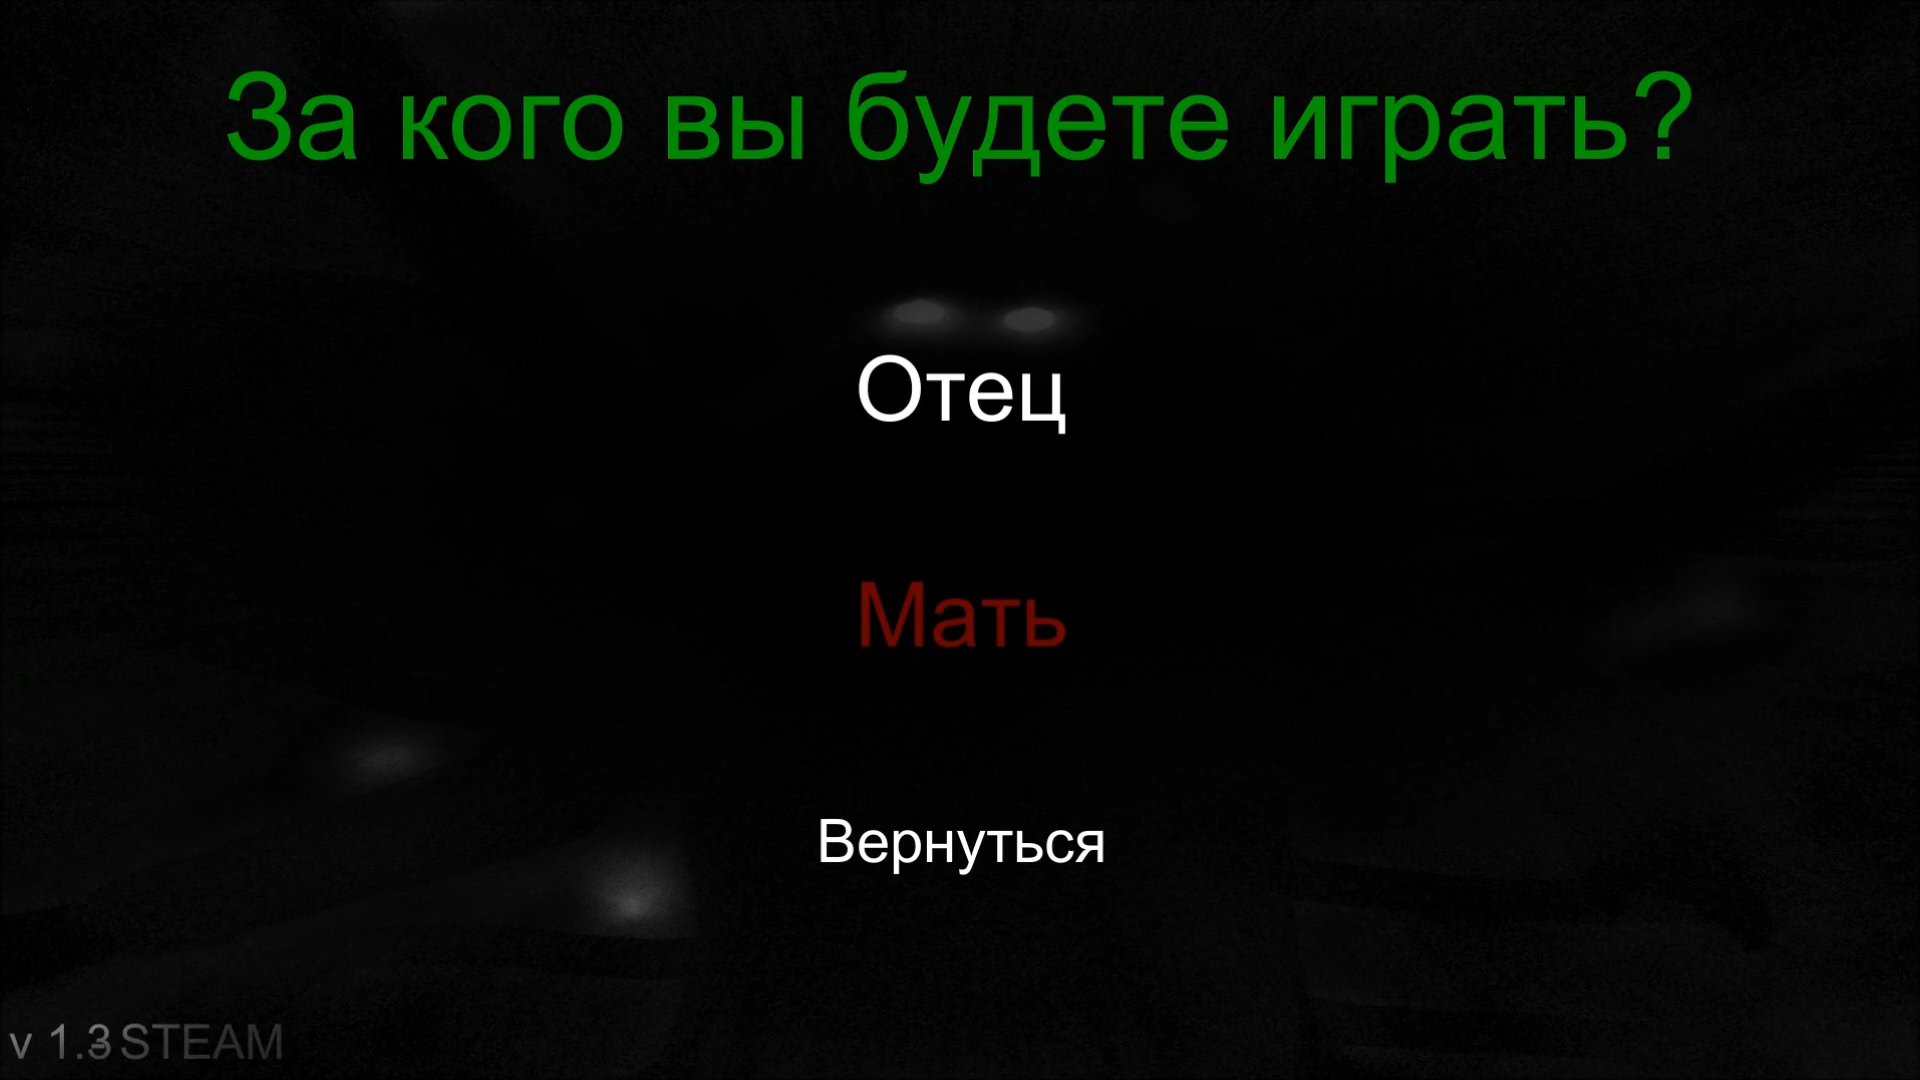 За кого вы будете играть?
Отец
Мать
Вернуться
v 1.3 STEAM